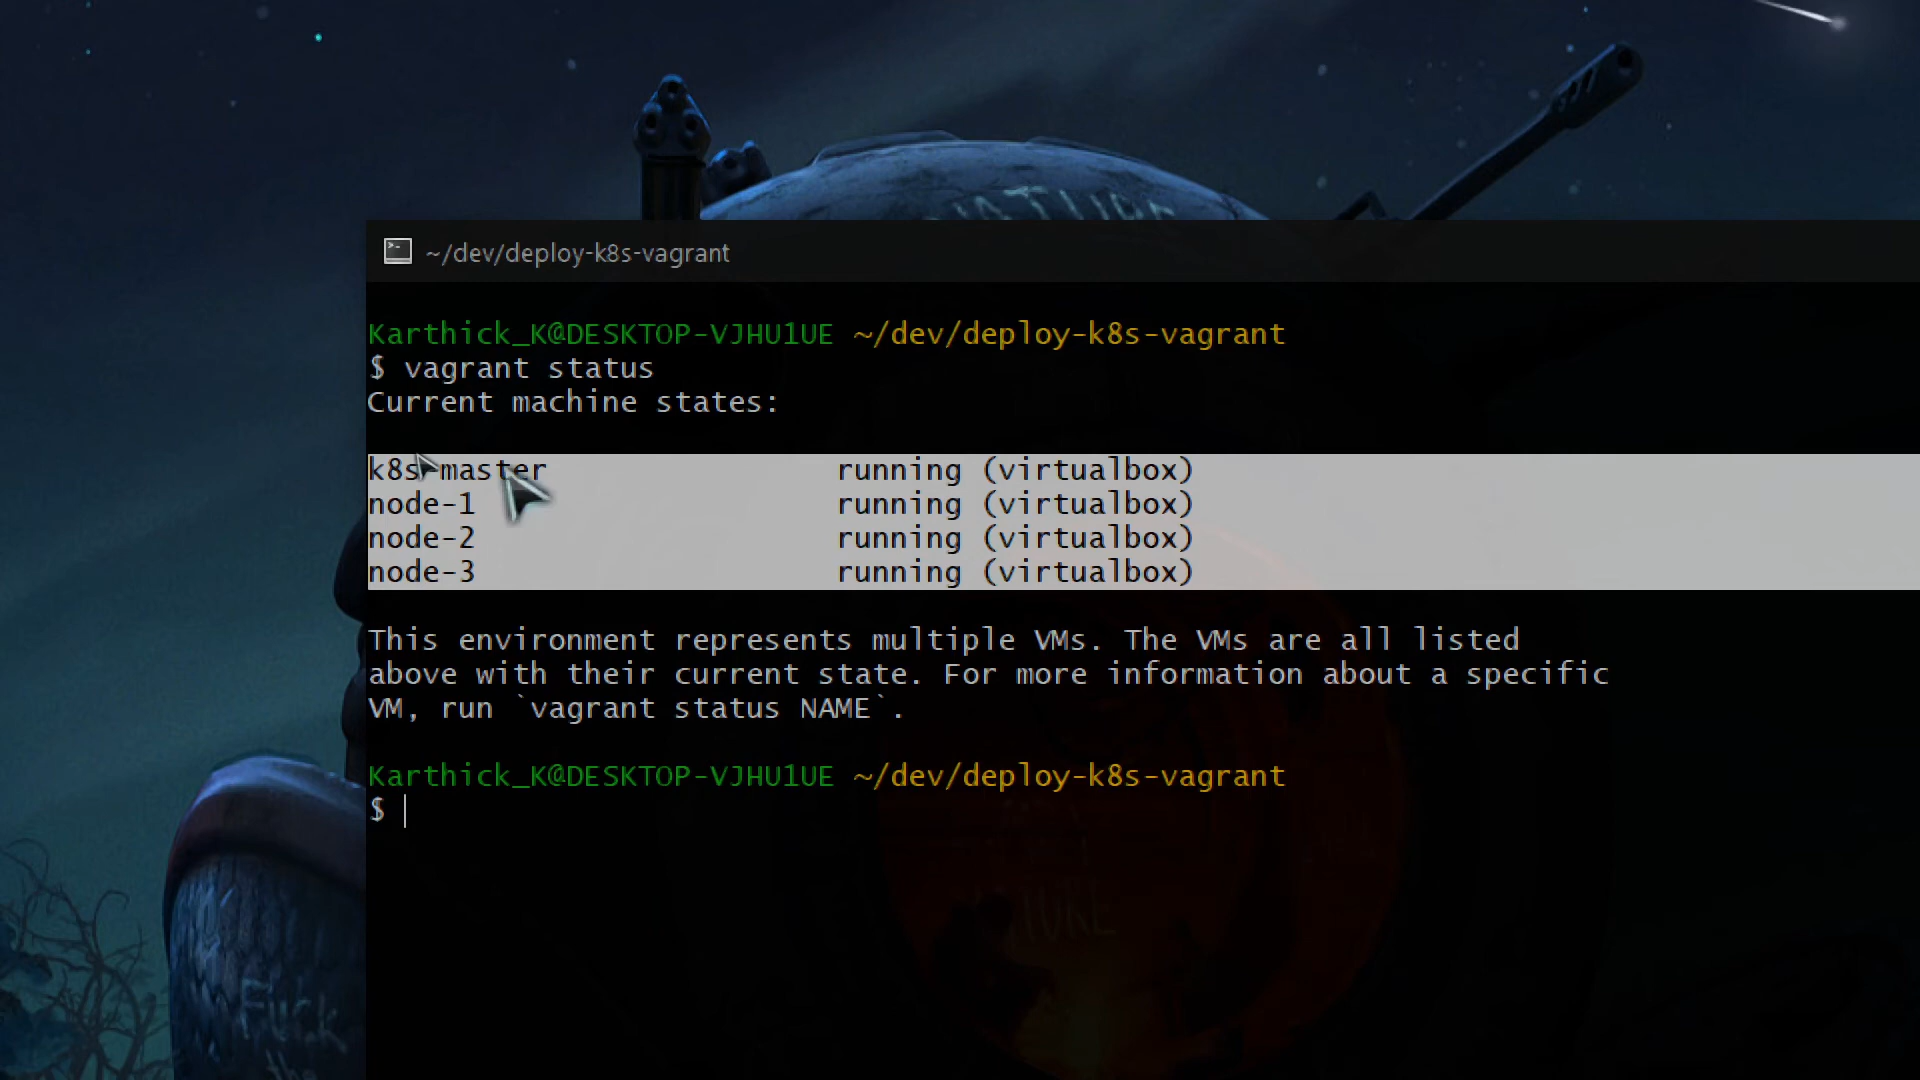 ~/dev/deploy-k8s-vagrant
Karthick_K@DESKTOP-VJHU1UE ~/dev/deploy-k8s-vagrant
$ vagrant status
Current machine states:
k8s-master running (virtualbox)
node-1 running (virtualbox)
node-2 running (virtualbox)
node-3 running (virtualbox)
This environment represents multiple VMs. The VMs are all listed
above with their current state. For more information about a specific
VM, run `vagrant status NAME`.
Karthick_K@DESKTOP-VJHU1UE ~/dev/deploy-k8s-vagrant
$